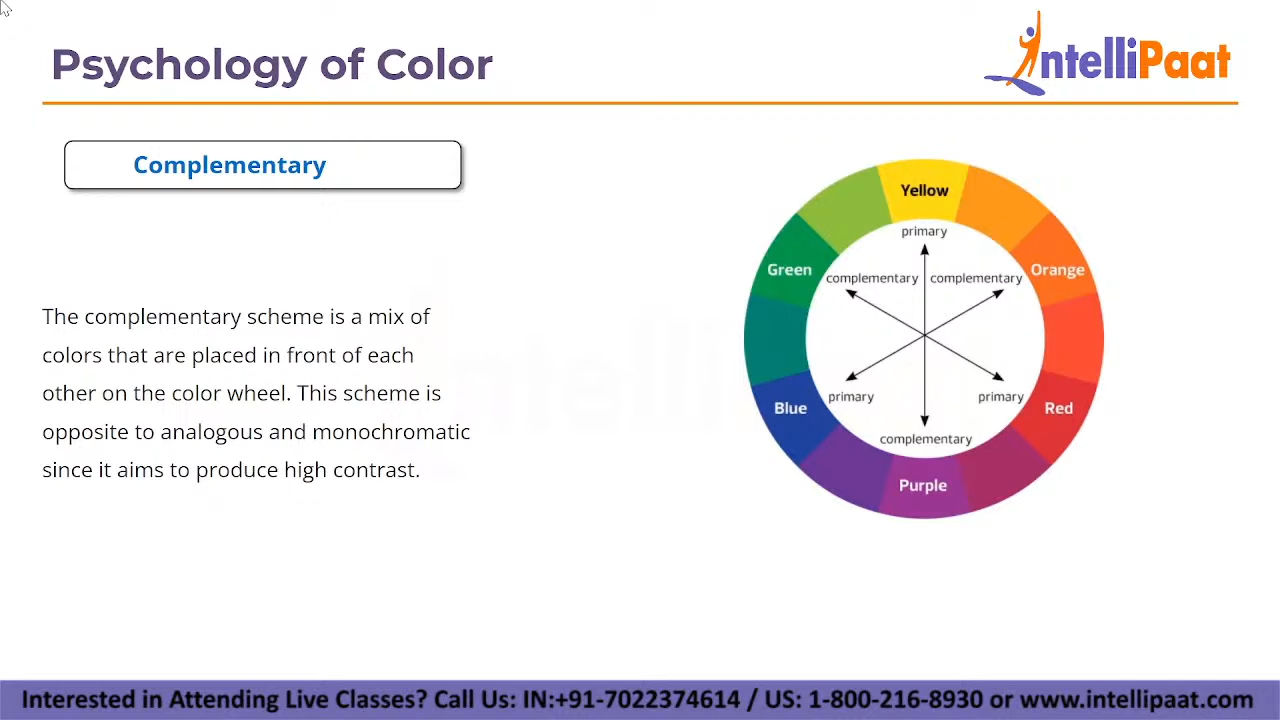 Psychology of Color
IntelliPaat
Complementary
The complementary scheme is a mix of
colors that are placed in front of each
other on the color wheel. This scheme is
opposite to analogous and monochromatic
since it aims to produce high contrast.
Yellow
primary
Green
complementary
complementary
Orange
Blue
primary
primary
Red
complementary
Purple
Interested in Attending Live Classes? Call Us: IN:+91-7022374614 / US: 1-800-216-8930 or www.intellipaat.com